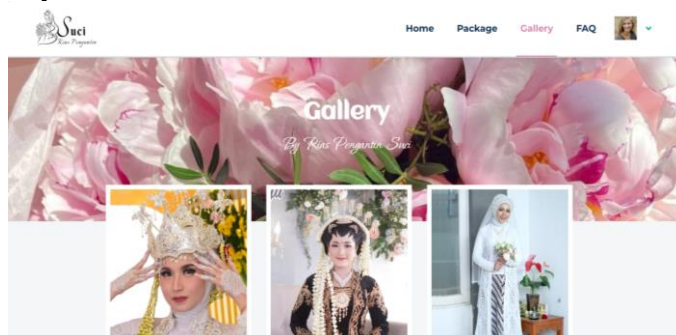 Suci
Rias Pengantin
Home Package Gallery FAQ
Gallery
By Rias Pengantin Suci